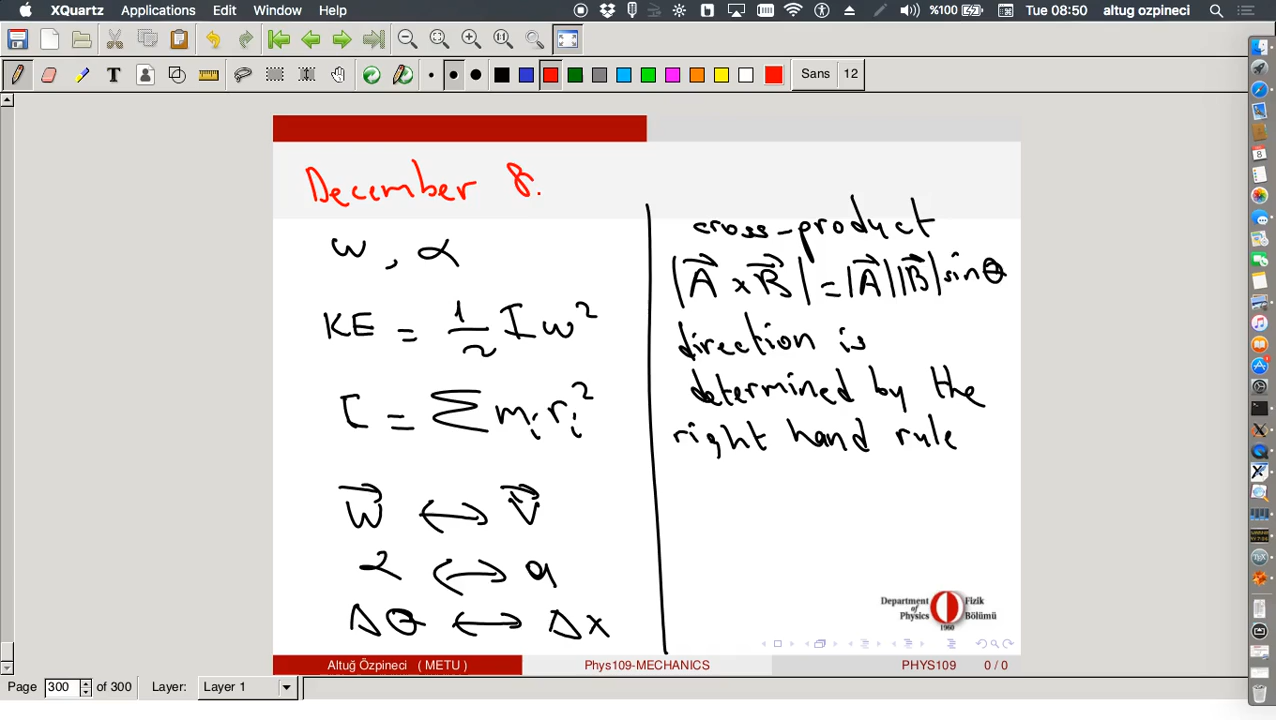 XQuartz Applications Edit Window Help %100 Tue 08:50 altug ozpineci
Sans 12
December 8.
ω, α
KE = 1/2 I ω²
I = Σ mᵢ rᵢ²
ω⃗ ↔ v⃗
α ↔ a
Δθ ↔ Δx
cross-product
|A⃗ × B⃗| = |A⃗||B⃗| sinθ
direction is
determined by the
right hand rule
Department of Physics 1960 Fizik Bölümü
Altuğ Özpineci ( METU ) Phys109-MECHANICS PHYS109 0 / 0
Page 300 of 300 Layer: Layer 1